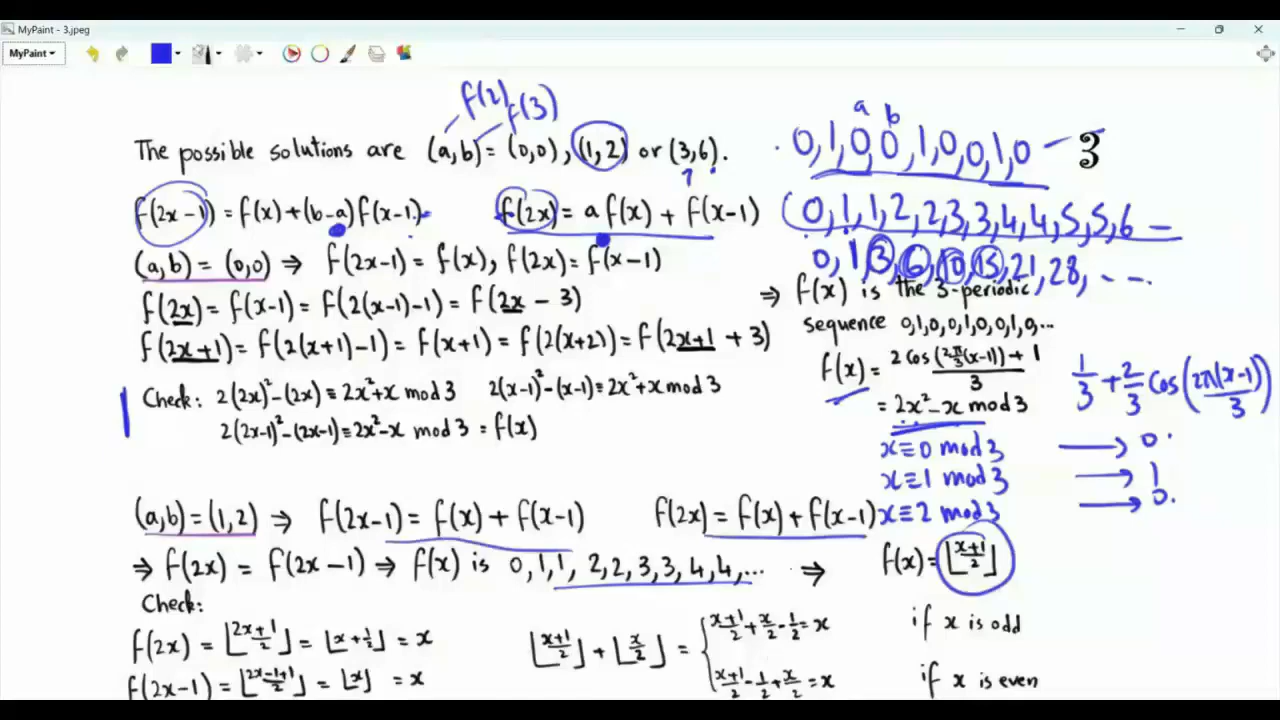 MyPaint - 3.jpeg
MyPaint
f(2) f(3)
a b
The possible solutions are (a,b) = (0,0), (1,2) or (3,6).
0,1,0,0,1,0,0,1,0 — 3
f(2x-1) = f(x) + (b-a)f(x-1) f(2x) = a f(x) + f(x-1)
(0,1,1,2,2,3,3,4,4,5,5,6 —
(a,b) = (0,0) ⇒ f(2x-1) = f(x), f(2x) = f(x-1)
0,1,3,6,10,15,21,28, - - -.
f(2x) = f(x-1) = f(2(x-1)-1) = f(2x - 3)
⇒ f(x) is the 3-periodic
sequence 0,1,0,0,1,0,0,1,0,...
f(2x+1) = f(2(x+1)-1) = f(x+1) = f(2(x+2)) = f(2x+1 + 3)
f(x) = (2cos(2π/3(x-1)) + 1)/3
1/3 + 2/3 cos(2π(x-1)/3)
Check: 2(2x)²-(2x) ≡ 2x²+x mod 3 2(x-1)²-(x-1) ≡ 2x²+x mod 3
= 2x²-x mod 3
2(2x-1)²-(2x-1) ≡ 2x²-x mod 3 = f(x)
x ≡ 0 mod 3 → 0.
x ≡ 1 mod 3 → 1
x ≡ 2 mod 3 → 0.
(a,b) = (1,2) ⇒ f(2x-1) = f(x) + f(x-1) f(2x) = f(x) + f(x-1)
⇒ f(2x) = f(2x-1) ⇒ f(x) is 0,1,1,2,2,3,3,4,4,... ⇒ f(x) = ⌊(x+1)/2⌋
Check:
f(2x) = ⌊(2x+1)/2⌋ = ⌊x+1/2⌋ = x
⌊(x+1)/2⌋ + ⌊x/2⌋ = { (x+1)/2 + x/2 - 1/2 = x if x is odd
f(2x-1) = ⌊(2x-1+1)/2⌋ = ⌊x⌋ = x
(x+1)/2 - 1/2 + x/2 = x if x is even